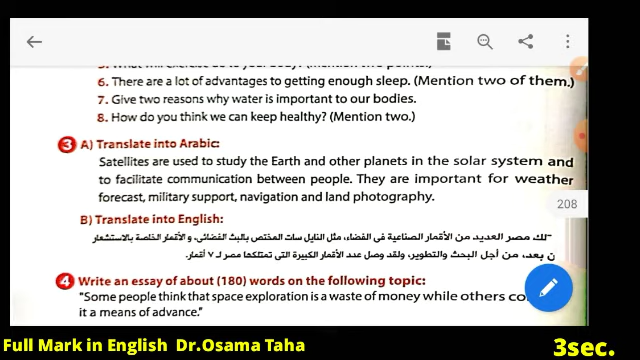 6. There are a lot of advantages to getting enough sleep. (Mention two of them.)
7. Give two reasons why water is important to our bodies.
8. How do you think we can keep healthy? (Mention two.)
3 A) Translate into Arabic:
Satellites are used to study the Earth and other planets in the solar system and
to facilitate communication between people. They are important for weather
forecast, military support, navigation and land photography.
208
B) Translate into English:
تلك مصر العديد من الأقمار الصناعية فى الفضاء، مثل النايل سات المختص بالبث الفضائى، و الأقمار الخاصة بالاستشعار
ن بعد، من أجل البحث والتطوير، ولقد وصل عدد الأقمار الكبيرة التى تمتلكها مصر لـ ٧ أقمار.
4 Write an essay of about (180) words on the following topic:
"Some people think that space exploration is a waste of money while others co
it a means of advance."
Full Mark in English Dr.Osama Taha
3sec.